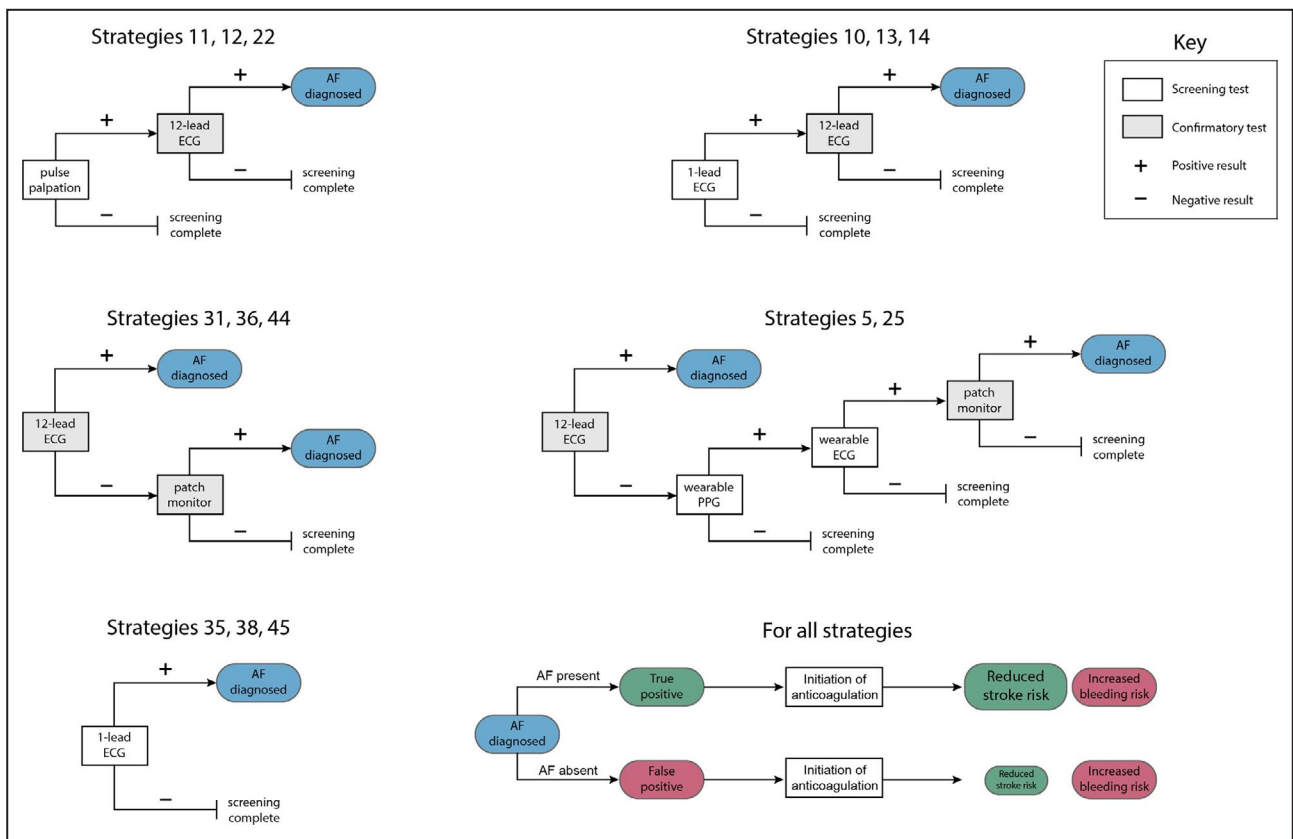 Strategies 11, 12, 22
+
AF
diagnosed
+
12-lead
ECG
pulse
palpation
−
screening
complete
−
screening
complete
Strategies 10, 13, 14
+
AF
diagnosed
+
12-lead
ECG
1-lead
ECG
−
screening
complete
−
screening
complete
Key
Screening test
Confirmatory test
+ Positive result
− Negative result
Strategies 31, 36, 44
+
AF
diagnosed
12-lead
ECG
+
AF
diagnosed
−
patch
monitor
−
screening
complete
Strategies 5, 25
+
AF
diagnosed
+
AF
diagnosed
+
patch
monitor
12-lead
ECG
+
wearable
ECG
−
screening
complete
−
wearable
PPG
−
screening
complete
−
screening
complete
Strategies 35, 38, 45
+
AF
diagnosed
1-lead
ECG
−
screening
complete
For all strategies
AF present
True
positive
Initiation of
anticoagulation
Reduced
stroke risk
Increased
bleeding risk
AF
diagnosed
AF absent
False
positive
Initiation of
anticoagulation
Reduced
stroke risk
Increased
bleeding risk